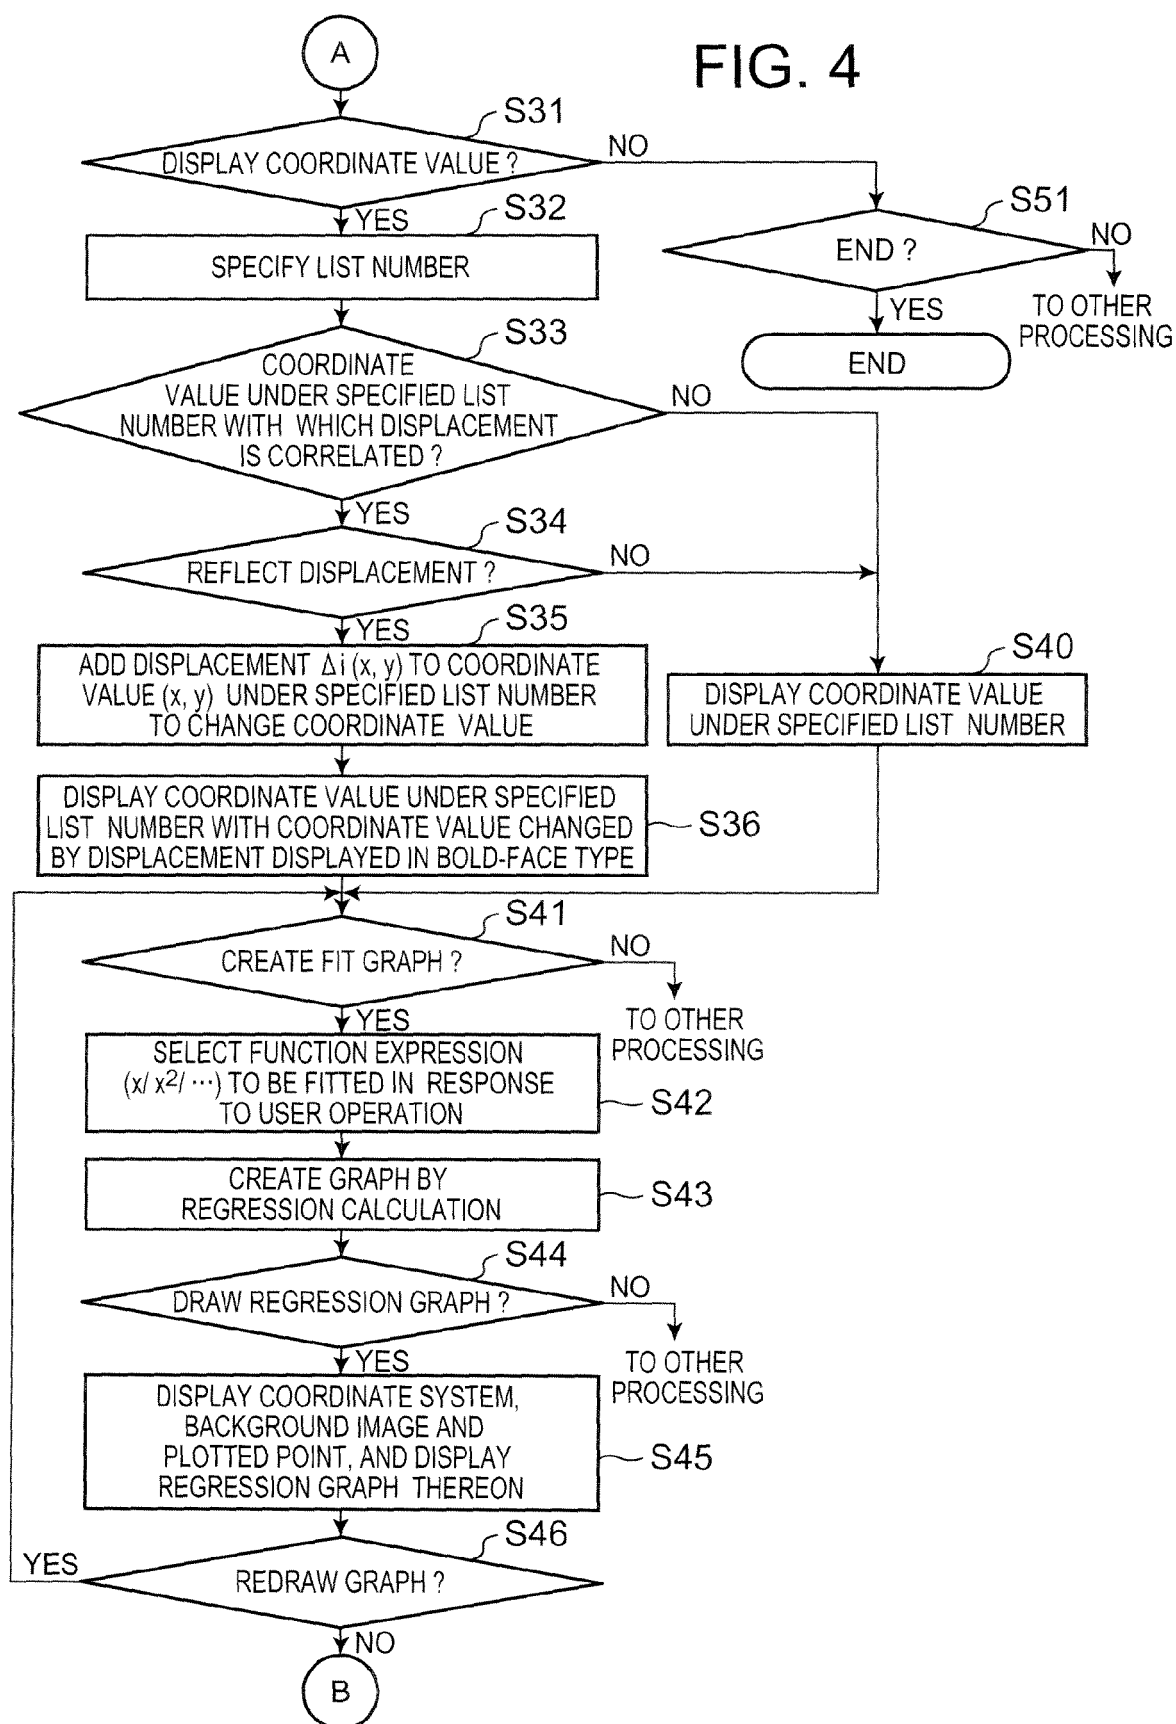 FIG. 4
A
S31
DISPLAY COORDINATE VALUE ?
NO
YES
S32
SPECIFY LIST NUMBER
S51
END ?
NO
YES
TO OTHER
PROCESSING
END
S33
COORDINATE
VALUE UNDER SPECIFIED LIST
NUMBER WITH WHICH DISPLACEMENT
IS CORRELATED ?
NO
YES
S34
REFLECT DISPLACEMENT ?
NO
YES
S35
ADD DISPLACEMENT Δi (x, y) TO COORDINATE
VALUE (x, y) UNDER SPECIFIED LIST NUMBER
TO CHANGE COORDINATE VALUE
S40
DISPLAY COORDINATE VALUE
UNDER SPECIFIED LIST NUMBER
DISPLAY COORDINATE VALUE UNDER SPECIFIED
LIST NUMBER WITH COORDINATE VALUE CHANGED
BY DISPLACEMENT DISPLAYED IN BOLD-FACE TYPE
S36
S41
CREATE FIT GRAPH ?
NO
TO OTHER
PROCESSING
YES
SELECT FUNCTION EXPRESSION
(x/ x²/ ···) TO BE FITTED IN RESPONSE
TO USER OPERATION
S42
CREATE GRAPH BY
REGRESSION CALCULATION
S43
S44
DRAW REGRESSION GRAPH ?
NO
TO OTHER
PROCESSING
YES
DISPLAY COORDINATE SYSTEM,
BACKGROUND IMAGE AND
PLOTTED POINT, AND DISPLAY
REGRESSION GRAPH THEREON
S45
S46
YES
REDRAW GRAPH ?
NO
B